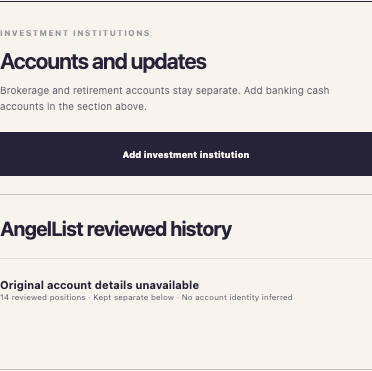 INVESTMENT INSTITUTIONS
Accounts and updates
Brokerage and retirement accounts stay separate. Add banking cash
accounts in the section above.
Add investment institution
AngelList reviewed history
Original account details unavailable
14 reviewed positions · Kept separate below · No account identity inferred